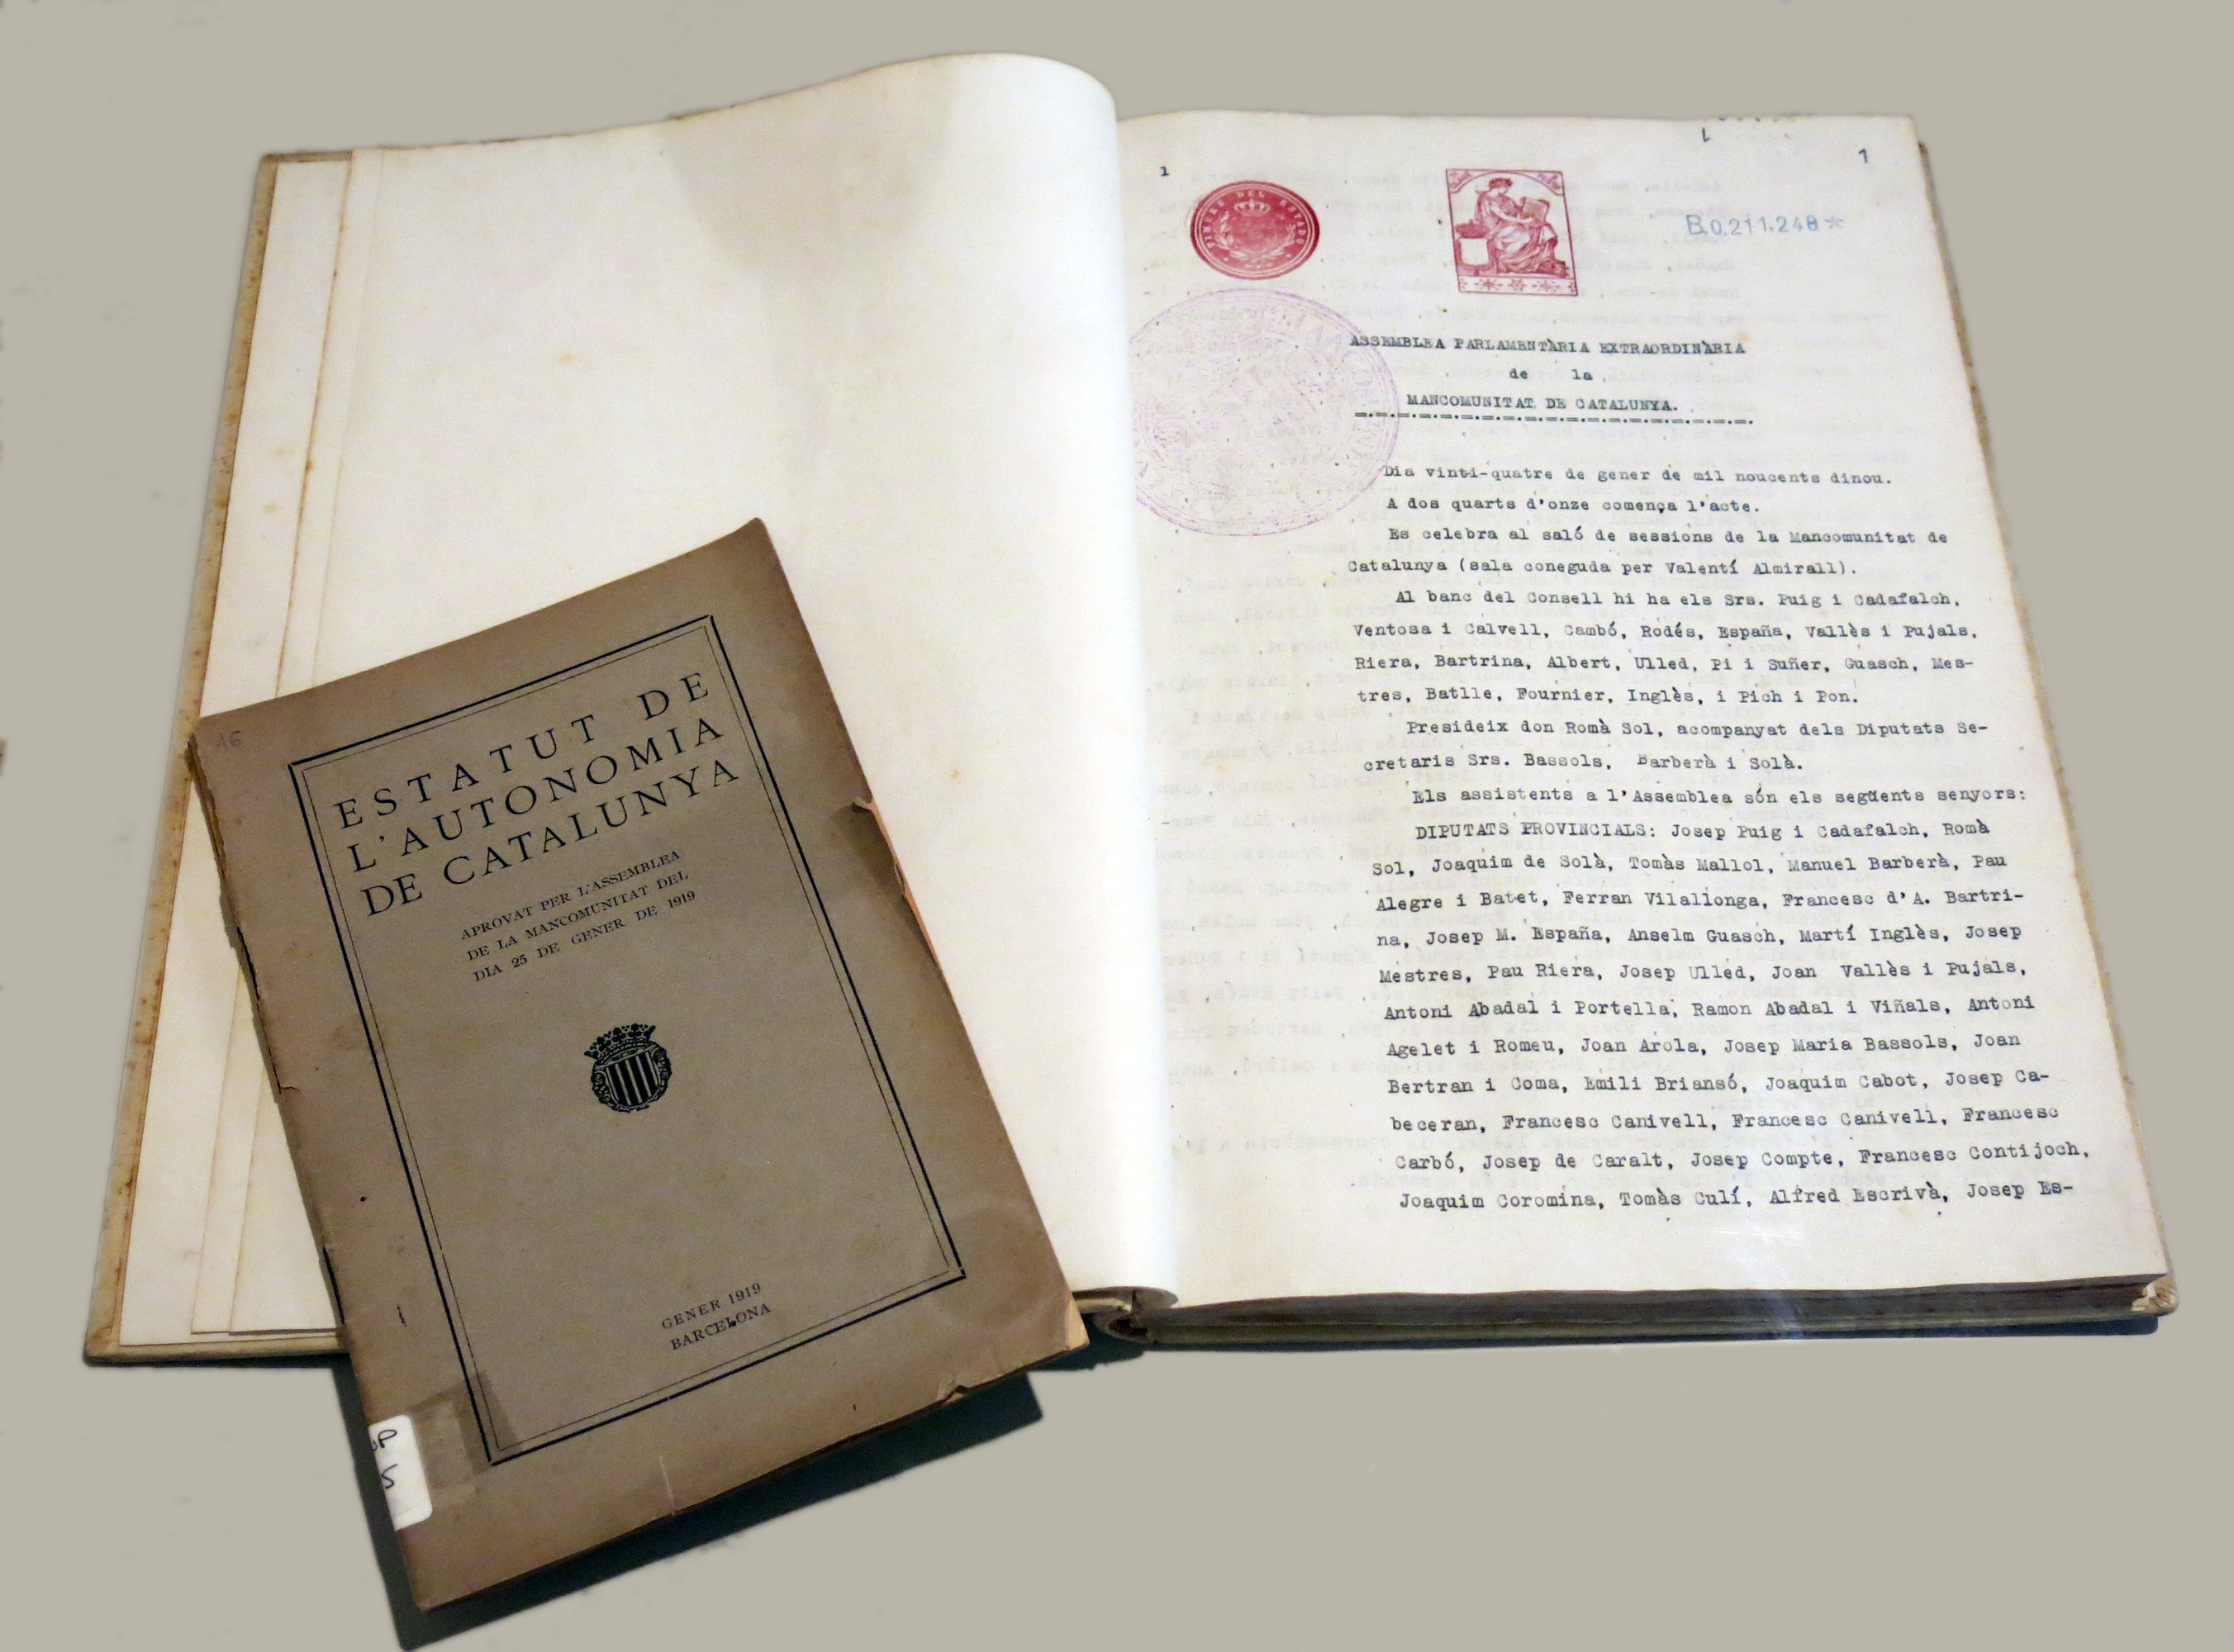 16
ESTATUT DE
L'AUTONOMIA
DE CATALUNYA
APROVAT PER L'ASSEMBLEA
DE LA MANCOMUNITAT DEL
DIA 25 DE GENER DE 1919
GENER 1919
BARCELONA
1
1
TIMBRE DEL ESTADO
B.0.211.248*
ASSEMBLEA PARLAMENTÀRIA EXTRAORDINÀRIA
de la
MANCOMUNITAT DE CATALUNYA.
Dia vinti-quatre de gener de mil noucents dinou.
A dos quarts d'onze comença l'acte.
Es celebra al saló de sessions de la Mancomunitat de
Catalunya (sala coneguda per Valentí Almirall).
Al banc del Consell hi ha els Srs. Puig i Cadafalch,
Ventosa i Calvell, Cambó, Rodés, España, Vallès i Pujals,
Riera, Bartrina, Albert, Ulled, Pi i Suñer, Guasch, Mes-
tres, Batlle, Fournier, Inglès, i Pich i Pon.
Presideix don Romà Sol, acompanyat dels Diputats Se-
cretaris Srs. Bassols, Barberà i Solà.
Els assistents a l'Assemblea són els següents senyors:
DIPUTATS PROVINCIALS: Josep Puig i Cadafalch, Romà
Sol, Joaquim de Solà, Tomàs Mallol, Manuel Barberà, Pau
Alegre i Batet, Ferran Vilallonga, Francesc d'A. Bartri-
na, Josep M. España, Anselm Guasch, Martí Inglès, Josep
Mestres, Pau Riera, Josep Ulled, Joan Vallès i Pujals,
Antoni Abadal i Portella, Ramon Abadal i Viñals, Antoni
Agelet i Romeu, Joan Arola, Josep Maria Bassols, Joan
Bertran i Coma, Emili Briansó, Joaquim Cabot, Josep Ca-
beceran, Francesc Canivell, Francesc Canivell, Francesc
Carbó, Josep de Caralt, Josep Compte, Francesc Contijoch,
Joaquim Coromina, Tomàs Culí, Alfred Escrivà, Josep Es-